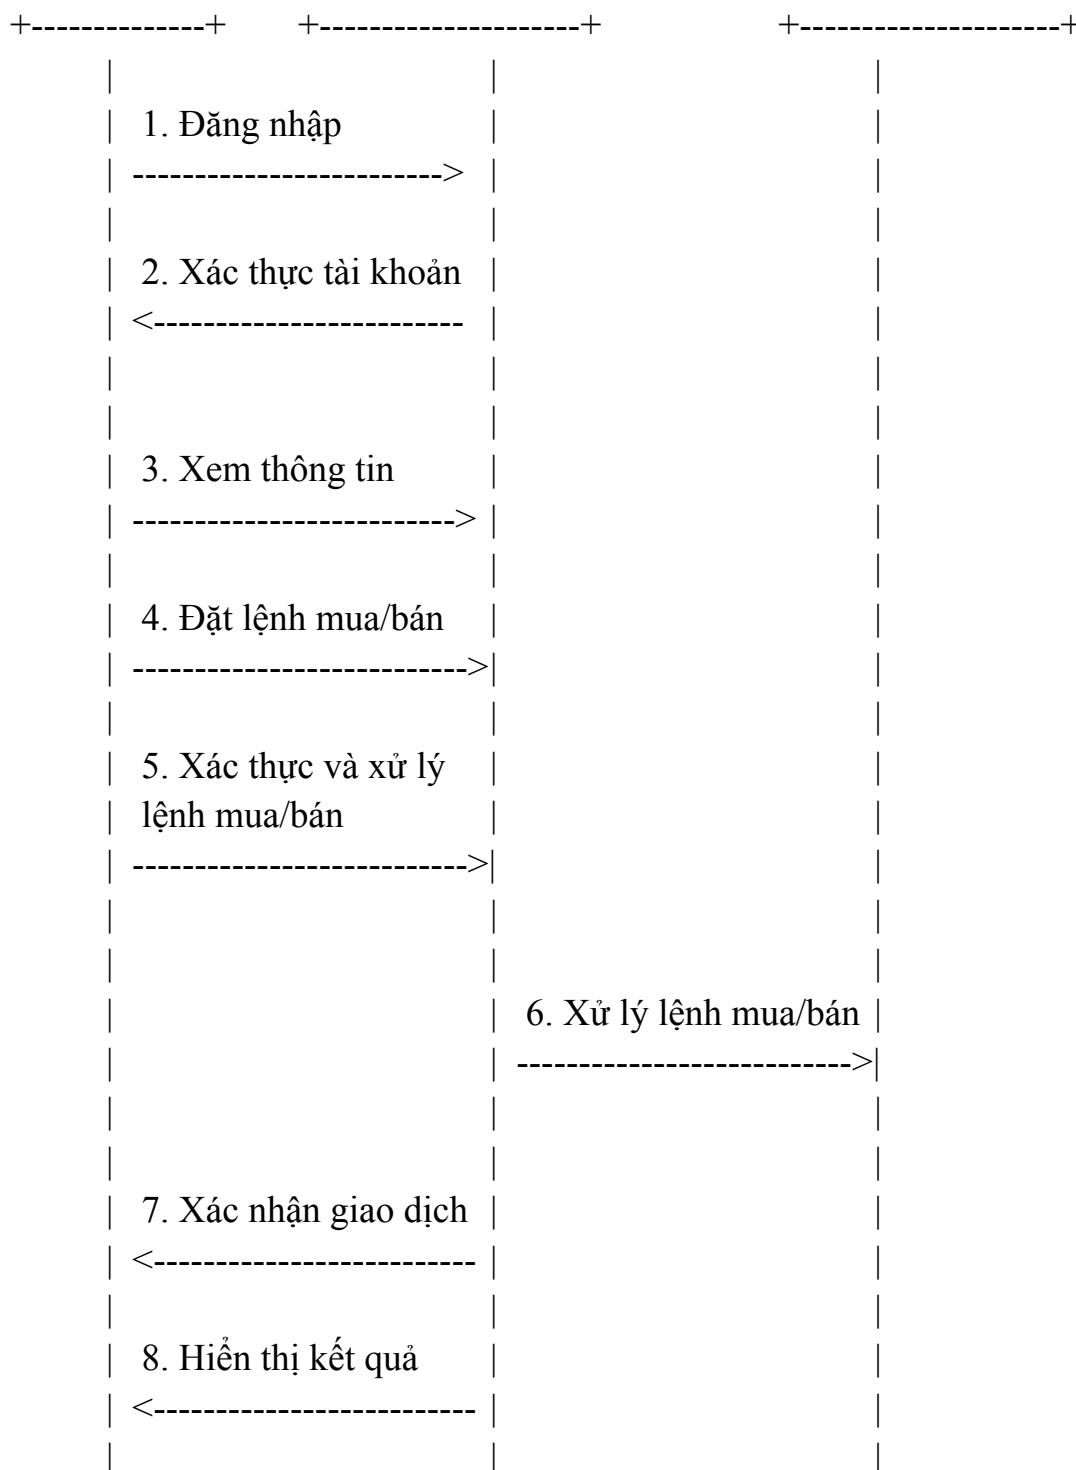 +--------------+ +---------------------+ +---------------------+
| | |
| 1. Đăng nhập | |
| -------------------------> | |
| | |
| 2. Xác thực tài khoản | |
| <------------------------- | |
| | |
| | |
| 3. Xem thông tin | |
| --------------------------> | |
| | |
| 4. Đặt lệnh mua/bán | |
| --------------------------->| |
| | |
| 5. Xác thực và xử lý | |
| lệnh mua/bán | |
| --------------------------->| |
| | |
| | |
| | 6. Xử lý lệnh mua/bán |
| | --------------------------->|
| | |
| | |
| 7. Xác nhận giao dịch | |
| <-------------------------- | |
| | |
| 8. Hiển thị kết quả | |
| <-------------------------- | |
| | |